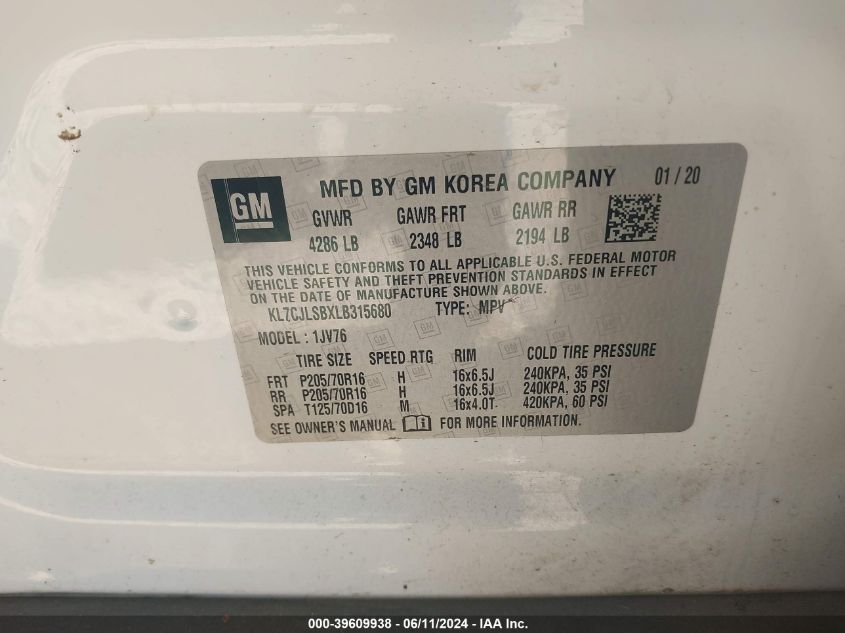 GM
MFD BY GM KOREA COMPANY 01 / 20
GVWR GAWR FRT GAWR RR
4286 LB 2348 LB 2194 LB
THIS VEHICLE CONFORMS TO ALL APPLICABLE U.S. FEDERAL MOTOR
VEHICLE SAFETY AND THEFT PREVENTION STANDARDS IN EFFECT
ON THE DATE OF MANUFACTURE SHOWN ABOVE.
KL7CJLSBXLB315680 TYPE: MPV
MODEL : 1JV76
TIRE SIZE SPEED RTG RIM COLD TIRE PRESSURE
FRT P205/70R16 H 16x6.5J 240KPA, 35 PSI
RR P205/70R16 H 16x6.5J 240KPA, 35 PSI
SPA T125/70D16 M 16x4.0T 420KPA, 60 PSI
SEE OWNER'S MANUAL FOR MORE INFORMATION.
000-39609938 - 06/11/2024 - IAA Inc.